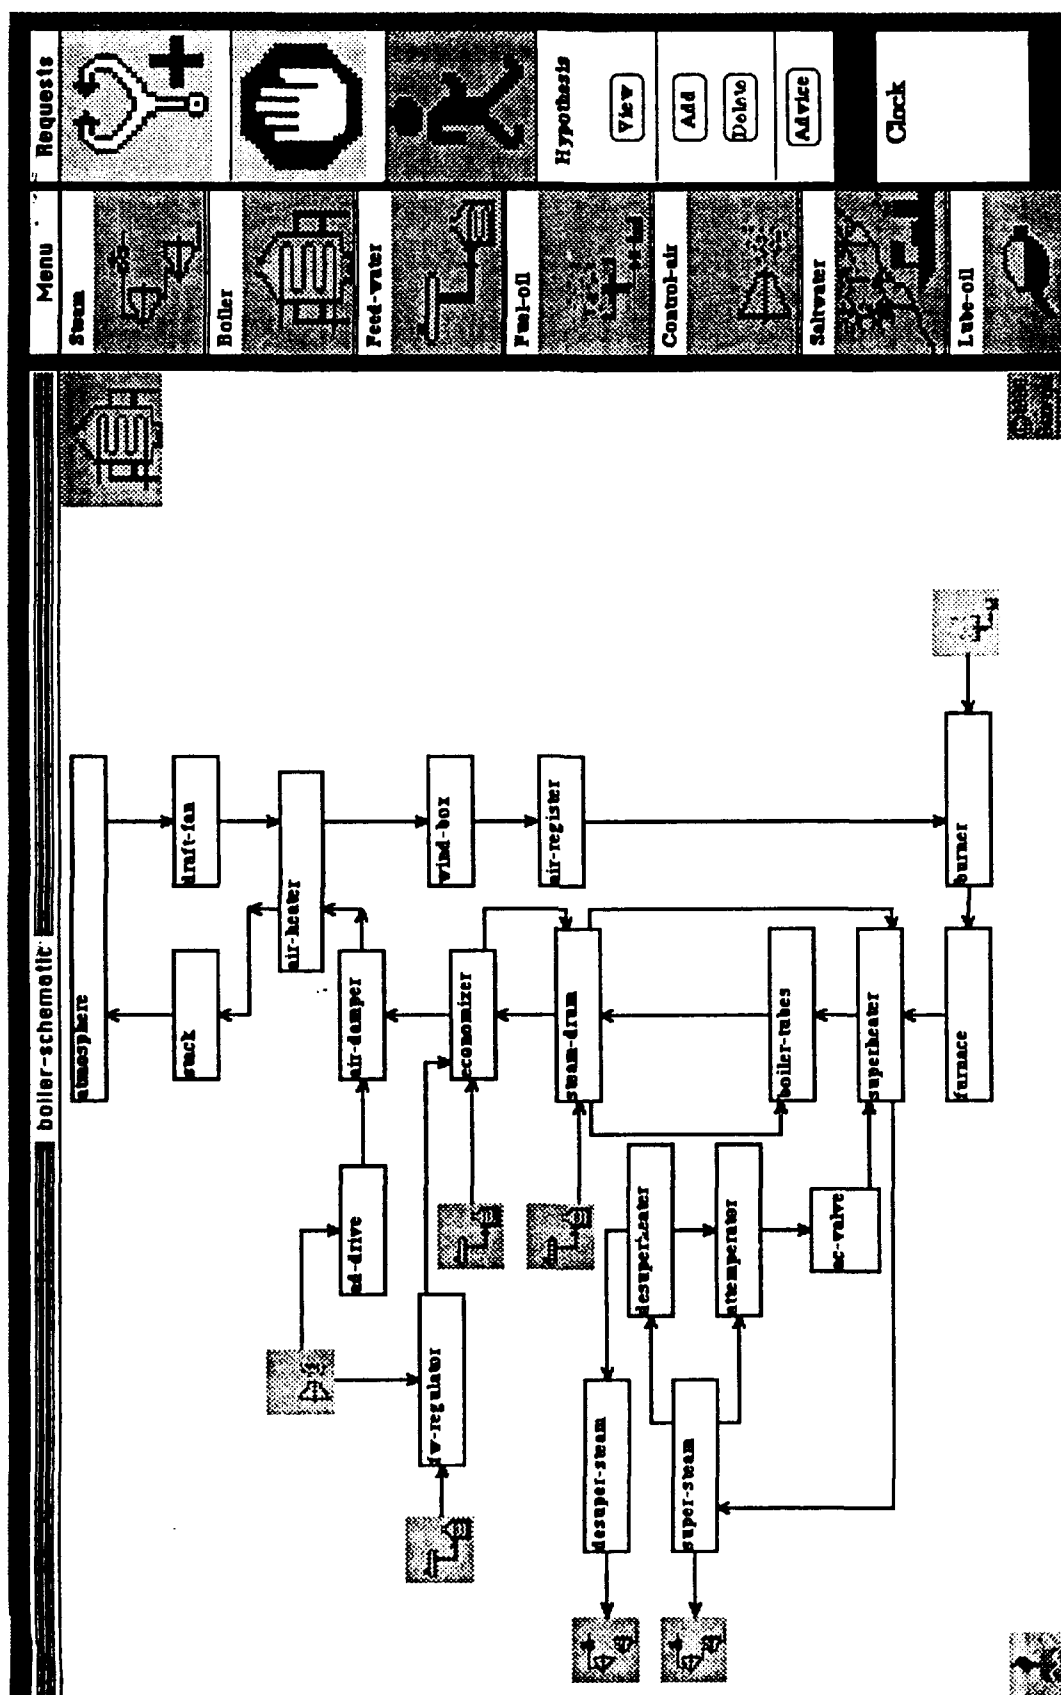 boiler-schematic
Menu
Requests
Steam
Boiler
Feed-water
Fuel-oil
Control-air
Saltwater
Lube-oil
Hypothesis
View
Add
Delete
Advice
Clock
atmosphere
stack
draft-fan
air-heater
ad-drive
air-damper
fw-regulator
economizer
wind-box
air-register
desuper-steam
steam-drum
desuperheater
super-steam
attemperator
boiler-tubes
ac-valve
superheater
furnace
burner